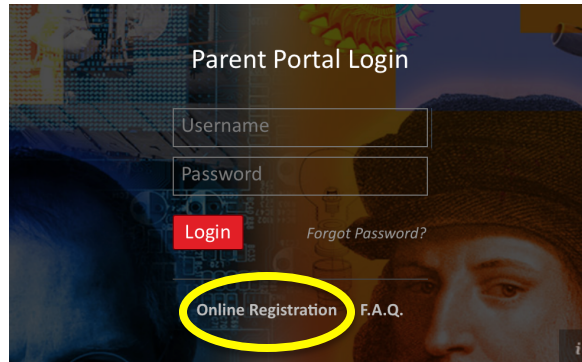 Parent Portal Login
Username
Password
Login
Forgot Password?
Online Registration
F.A.Q.
i